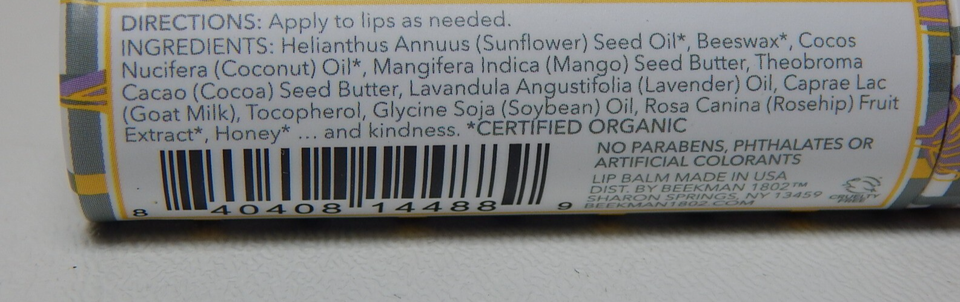 DIRECTIONS: Apply to lips as needed.
INGREDIENTS: Helianthus Annuus (Sunflower) Seed Oil*, Beeswax*, Cocos
Nucifera (Coconut) Oil*, Mangifera Indica (Mango) Seed Butter, Theobroma
Cacao (Cocoa) Seed Butter, Lavandula Angustifolia (Lavender) Oil, Caprae Lac
(Goat Milk), Tocopherol, Glycine Soja (Soybean) Oil, Rosa Canina (Rosehip) Fruit
Extract*, Honey* ... and kindness. *CERTIFIED ORGANIC
NO PARABENS, PHTHALATES OR
ARTIFICIAL COLORANTS
LIP BALM MADE IN USA
DIST. BY BEEKMAN 1802™
SHARON SPRINGS, NY 13459
BEEKMAN1802.COM
CRUELTY
FREE
8 40408 14488 9